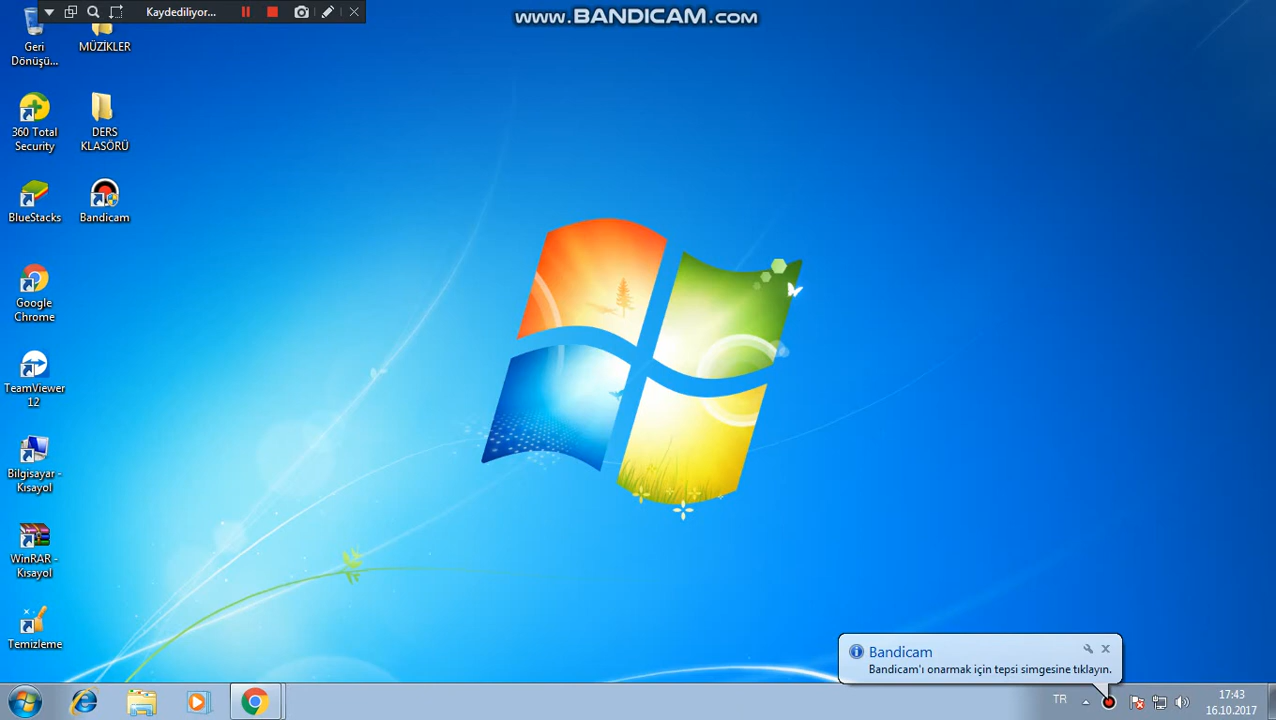 Kaydediliyor...
www.BANDICAM.com
Geri
Dönüşü...
MÜZİKLER
360 Total
Security
DERS
KLASÖRÜ
BlueStacks
Bandicam
Google
Chrome
TeamViewer
12
Bilgisayar -
Kısayol
WinRAR -
Kısayol
Temizleme
Bandicam
Bandicam'ı onarmak için tepsi simgesine tıklayın.
TR
17:43
16.10.2017